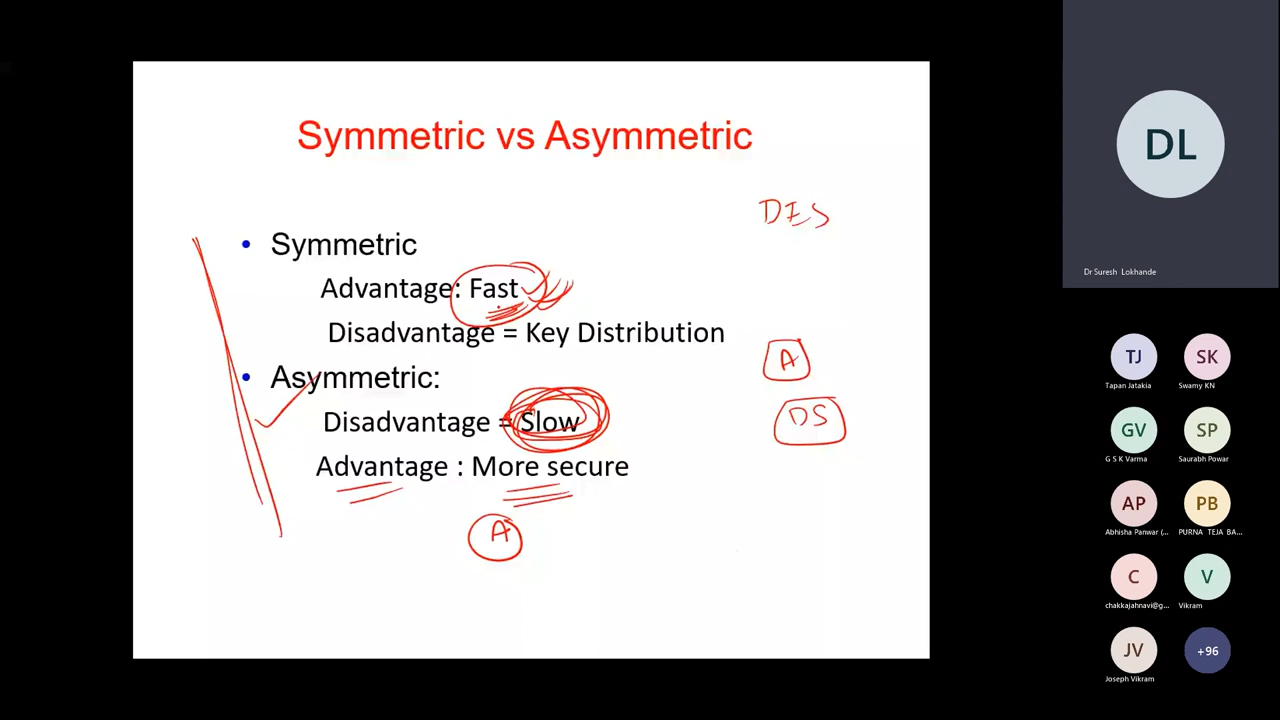 Symmetric vs Asymmetric
DES
• Symmetric
Advantage: Fast
Disadvantage = Key Distribution
A
• Asymmetric:
Disadvantage = Slow
DS
Advantage : More secure
A
DL
Dr Suresh Lokhande
TJ
Tapan Jatakia
SK
Swamy KN
GV
G S K Varma
SP
Saurabh Powar
AP
Abhisha Panwar (...
PB
PURNA TEJA BA...
C
chakkajahnavi@g...
V
Vikram
JV
Joseph Vikram
+96